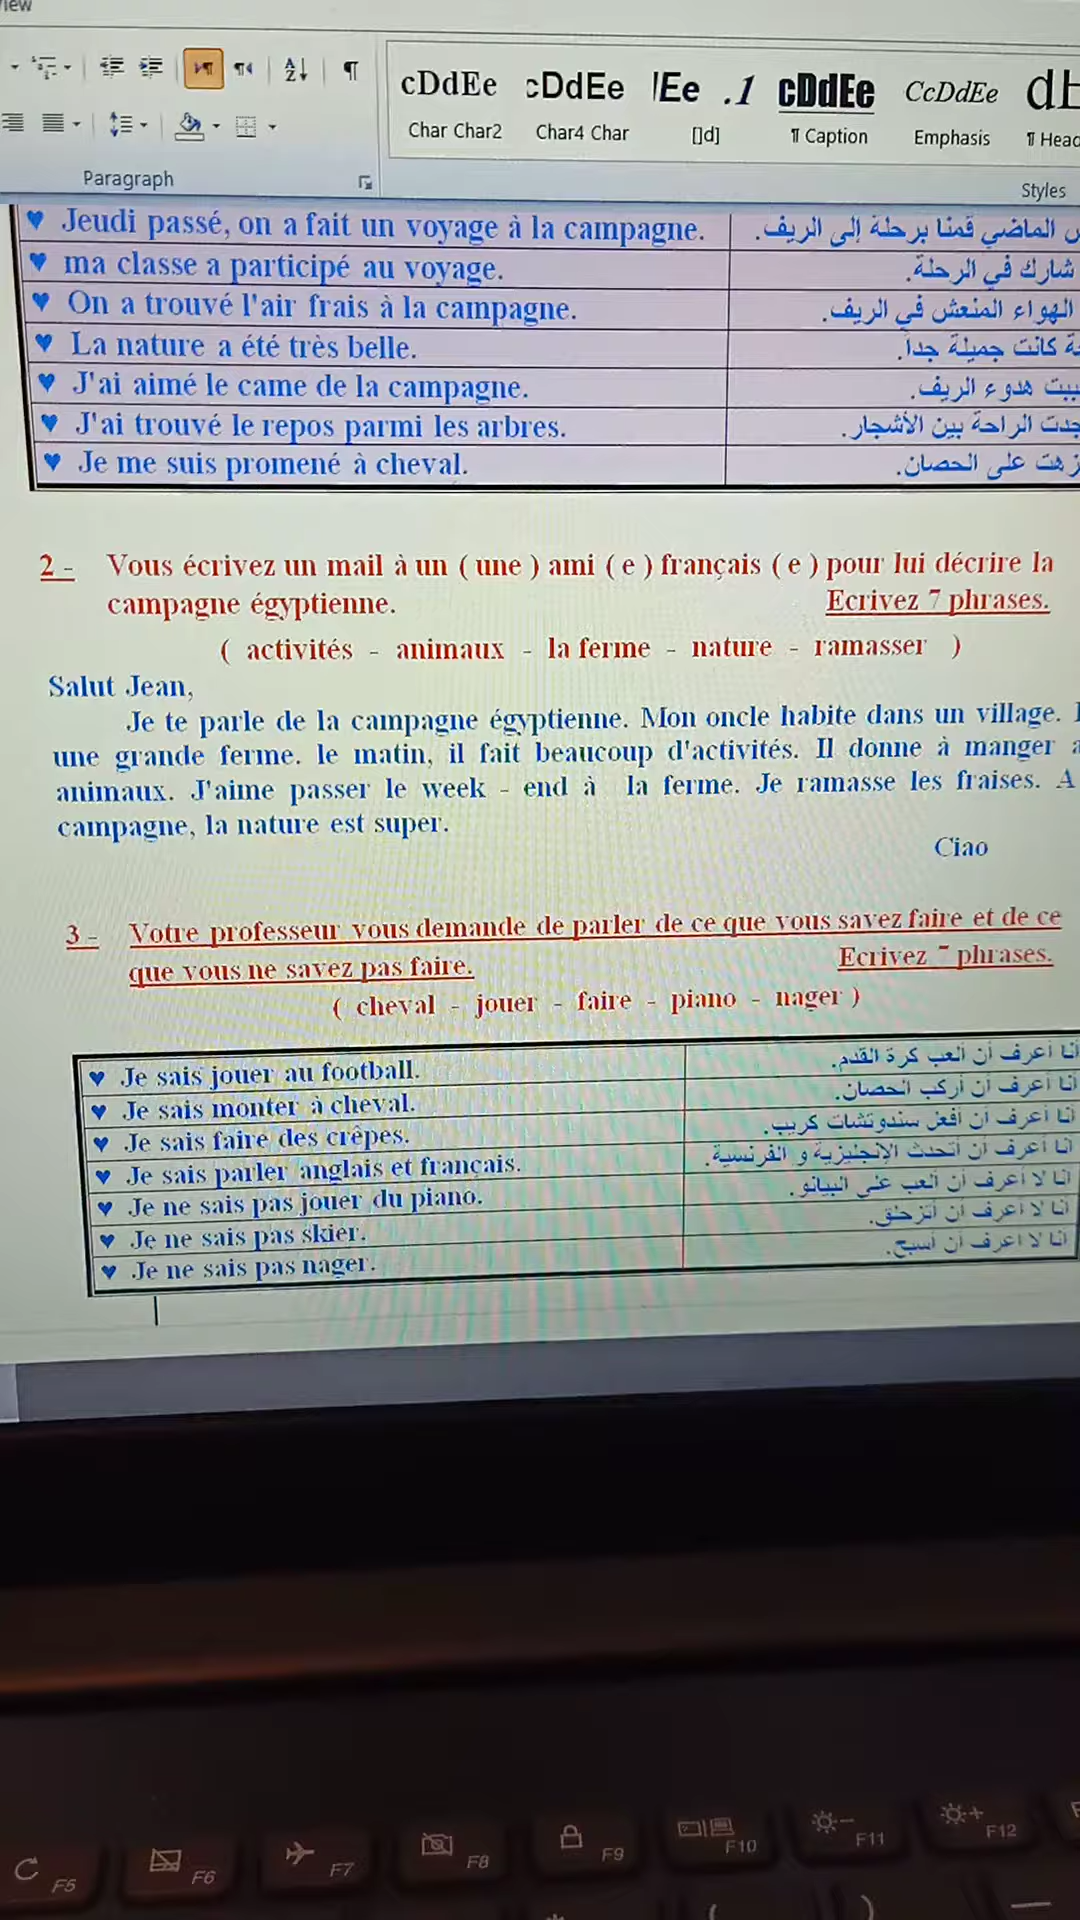 iew
cDdEe cDdEe IEe .1 cDdEe CcDdEe
Char Char2 Char4 Char []d] ¶ Caption Emphasis ¶ Head
Paragraph Styles
♥ Jeudi passé, on a fait un voyage à la campagne. الماضي قمنا برحلة إلى الريف.
♥ ma classe a participé au voyage. شارك في الرحلة.
♥ On a trouvé l'air frais à la campagne. الهواء المنعش في الريف.
♥ La nature a été très belle. كانت جميلة جداً.
♥ J'ai aimé le came de la campagne. هدوء الريف.
♥ J'ai trouvé le repos parmi les arbres. الراحة بين الأشجار.
♥ Je me suis promené à cheval. على الحصان.
2 - Vous écrivez un mail à un ( une ) ami ( e ) français ( e ) pour lui décrire la
campagne égyptienne. Ecrivez 7 phrases.
( activités - animaux - la ferme - nature - ramasser )
Salut Jean,
Je te parle de la campagne égyptienne. Mon oncle habite dans un village.
une grande ferme. le matin, il fait beaucoup d'activités. Il donne à manger
animaux. J'aime passer le week - end à la ferme. Je ramasse les fraises. A
campagne, la nature est super.
Ciao
3 - Votre professeur vous demande de parler de ce que vous savez faire et de ce
que vous ne savez pas faire. Ecrivez 7 phrases.
( cheval - jouer - faire - piano - nager )
♥ Je sais jouer au football. أنا أعرف أن ألعب كرة القدم.
♥ Je sais monter à cheval. أنا أعرف أن أركب الحصان.
♥ Je sais faire des crêpes. أنا أعرف أن أفعل سندوتشات كريب.
♥ Je sais parler anglais et français. أنا أعرف أن أتحدث الإنجليزية و الفرنسية.
♥ Je ne sais pas jouer du piano. أنا لا أعرف أن ألعب على البيانو.
♥ Je ne sais pas skier. أنا لا أعرف أن أتزحلق.
♥ Je ne sais pas nager. أنا لا أعرف أن أسبح.
F5 F6 F7 F8 F9 F10 F11 F12